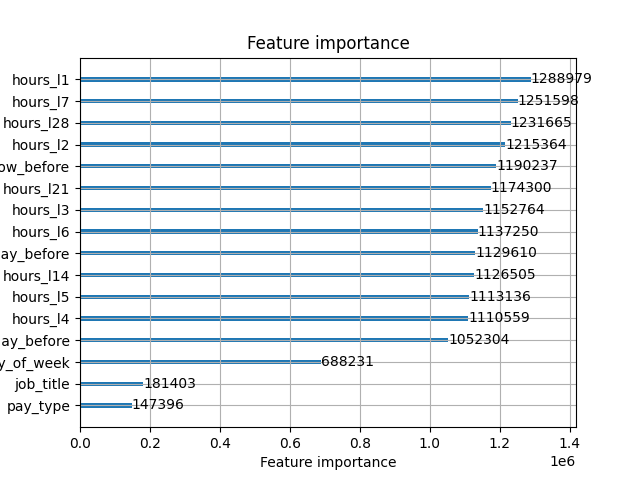 Feature importance
hours_l1 1288979
hours_l7 1251598
hours_l28 1231665
hours_l2 1215364
ow_before 1190237
hours_l21 1174300
hours_l3 1152764
hours_l6 1137250
ay_before 1129610
hours_l14 1126505
hours_l5 1113136
hours_l4 1110559
ay_before 1052304
y_of_week 688231
job_title 181403
pay_type 147396
0.0 0.2 0.4 0.6 0.8 1.0 1.2 1.4
1e6
Feature importance